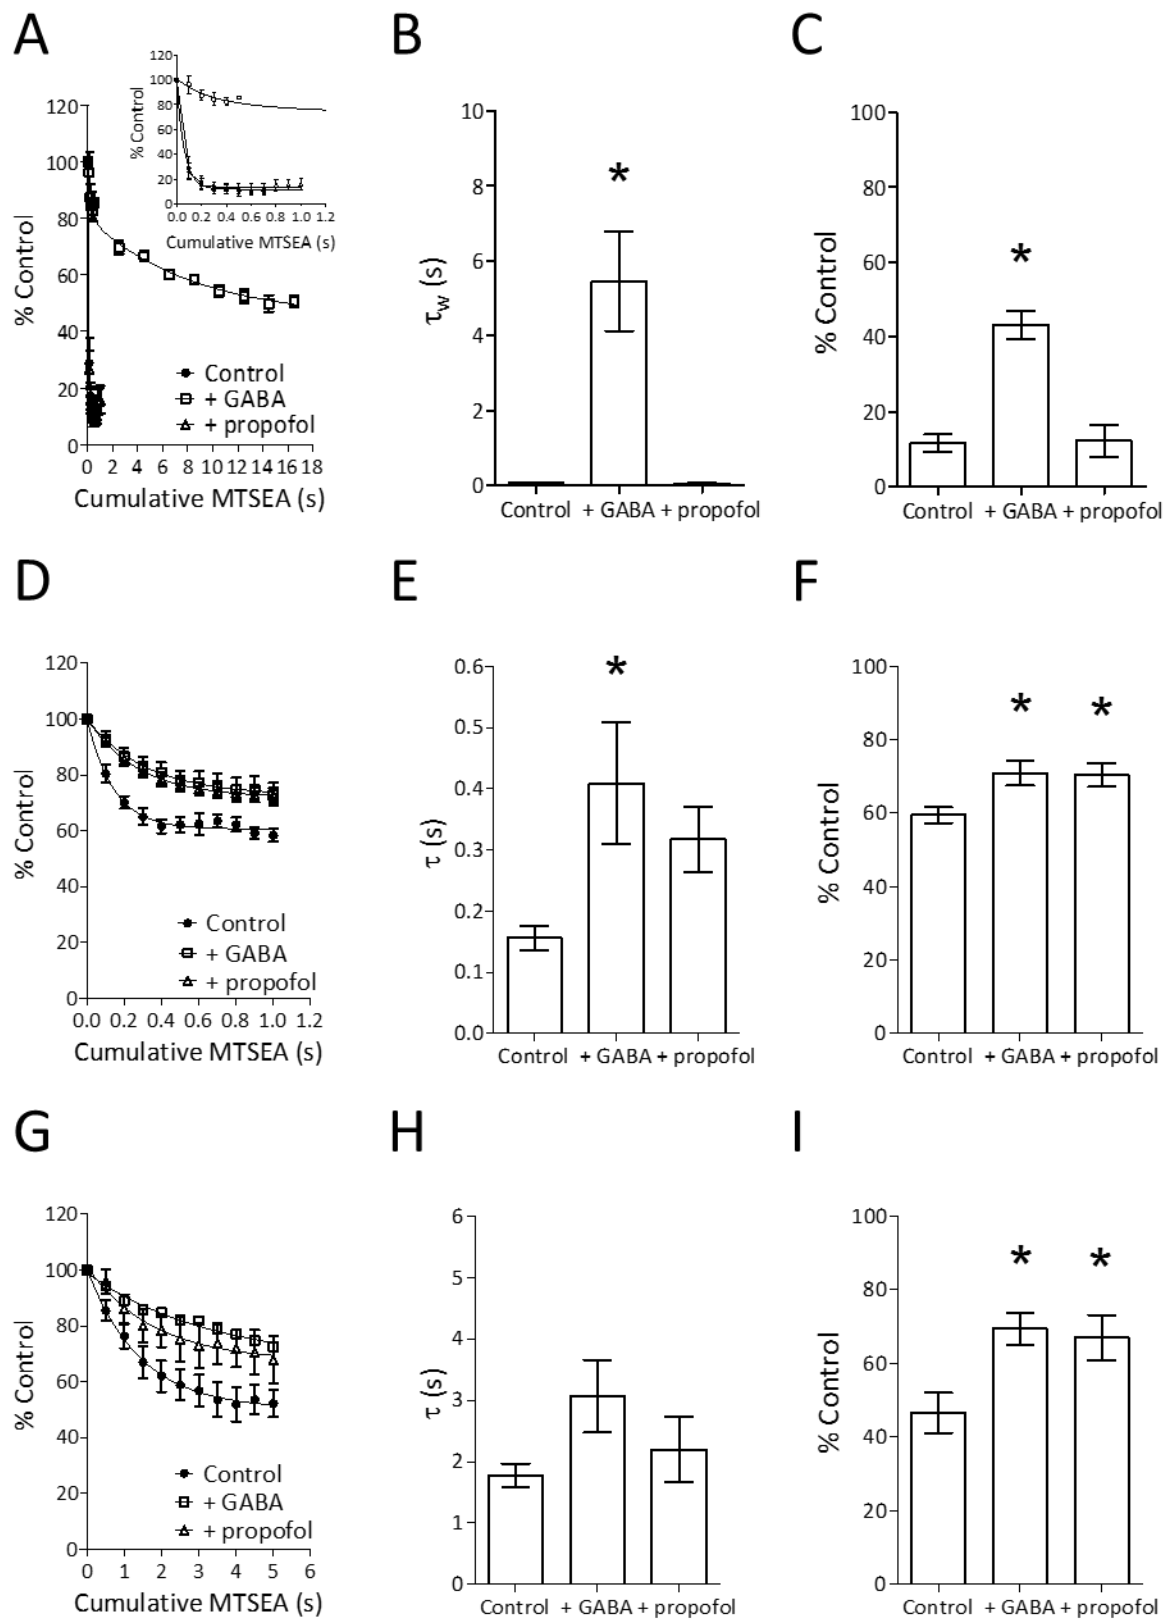 A
% Control
120
100
80
60
40
20
0
0 2 4 6 8 10 12 14 16 18
Cumulative MTSEA (s)
Control
+ GABA
+ propofol
% Control
120
100
80
60
40
20
0
0.0 0.2 0.4 0.6 0.8 1.0 1.2
Cumulative MTSEA (s)
B
τw (s)
10
8
6
4
2
0
*
Control + GABA + propofol
C
% Control
100
80
60
40
20
0
*
Control + GABA + propofol
D
% Control
120
100
80
60
40
20
0
0.0 0.2 0.4 0.6 0.8 1.0 1.2
Cumulative MTSEA (s)
Control
+ GABA
+ propofol
E
τ (s)
0.6
0.5
0.4
0.3
0.2
0.1
0.0
*
Control + GABA + propofol
F
% Control
100
80
60
40
20
0
* *
Control + GABA + propofol
G
% Control
120
100
80
60
40
20
0
0 1 2 3 4 5 6
Cumulative MTSEA (s)
Control
+ GABA
+ propofol
H
τ (s)
6
5
4
3
2
1
0
Control + GABA + propofol
I
% Control
100
80
60
40
20
0
* *
Control + GABA + propofol